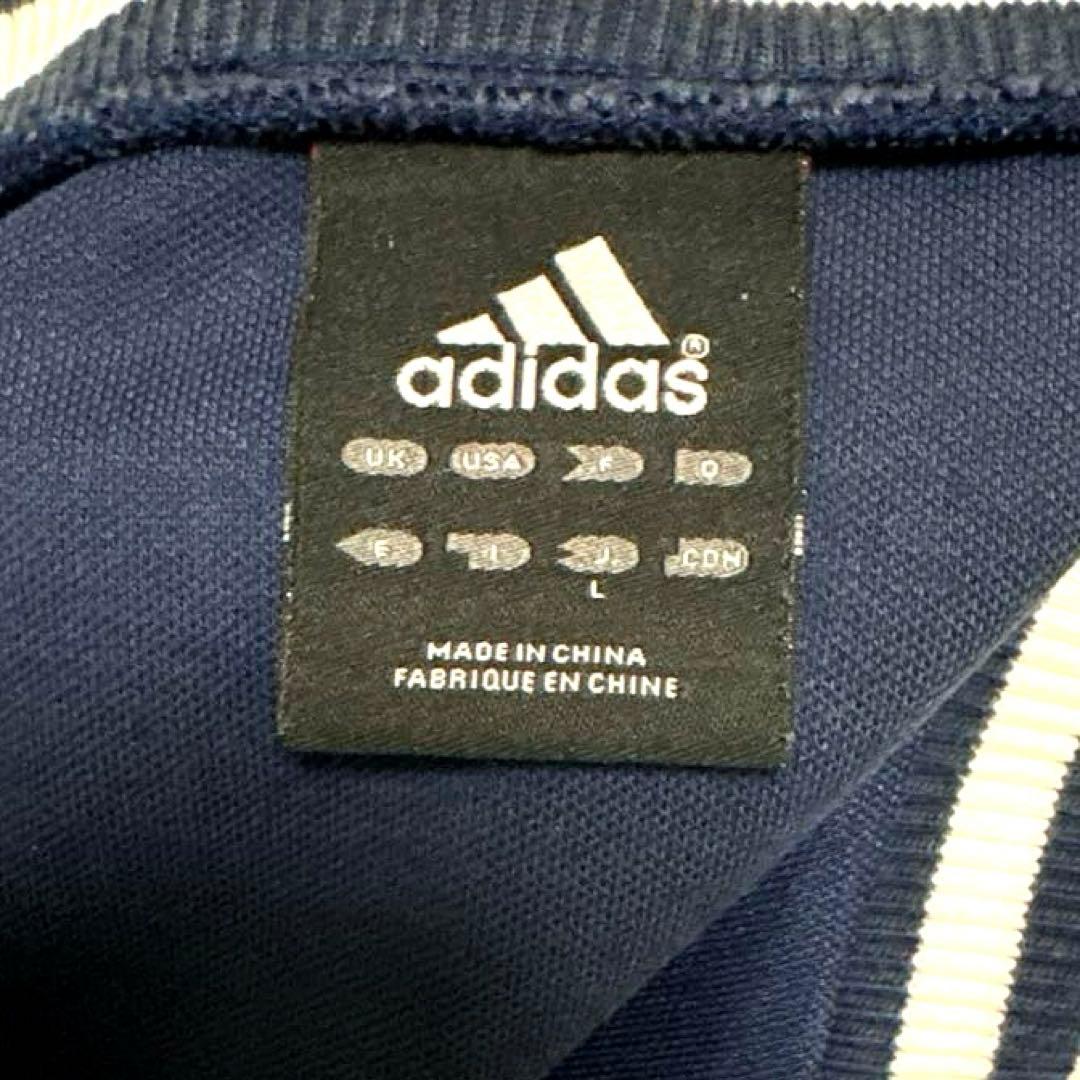 adidas®
UK USA F D
E I J CDN
L
MADE IN CHINA
FABRIQUE EN CHINE